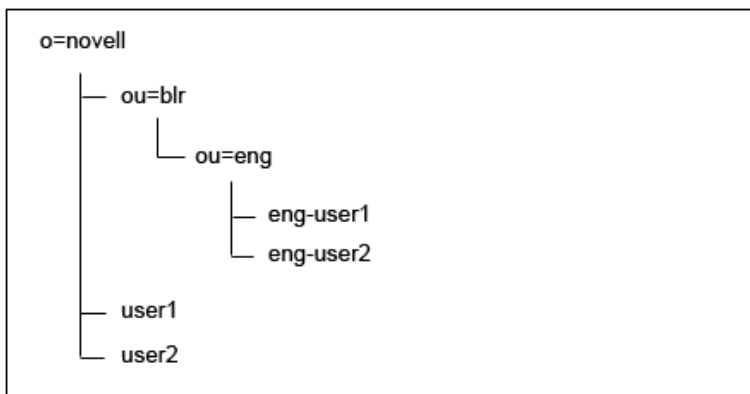 o=novell
ou=blr
ou=eng
eng-user1
eng-user2
user1
user2